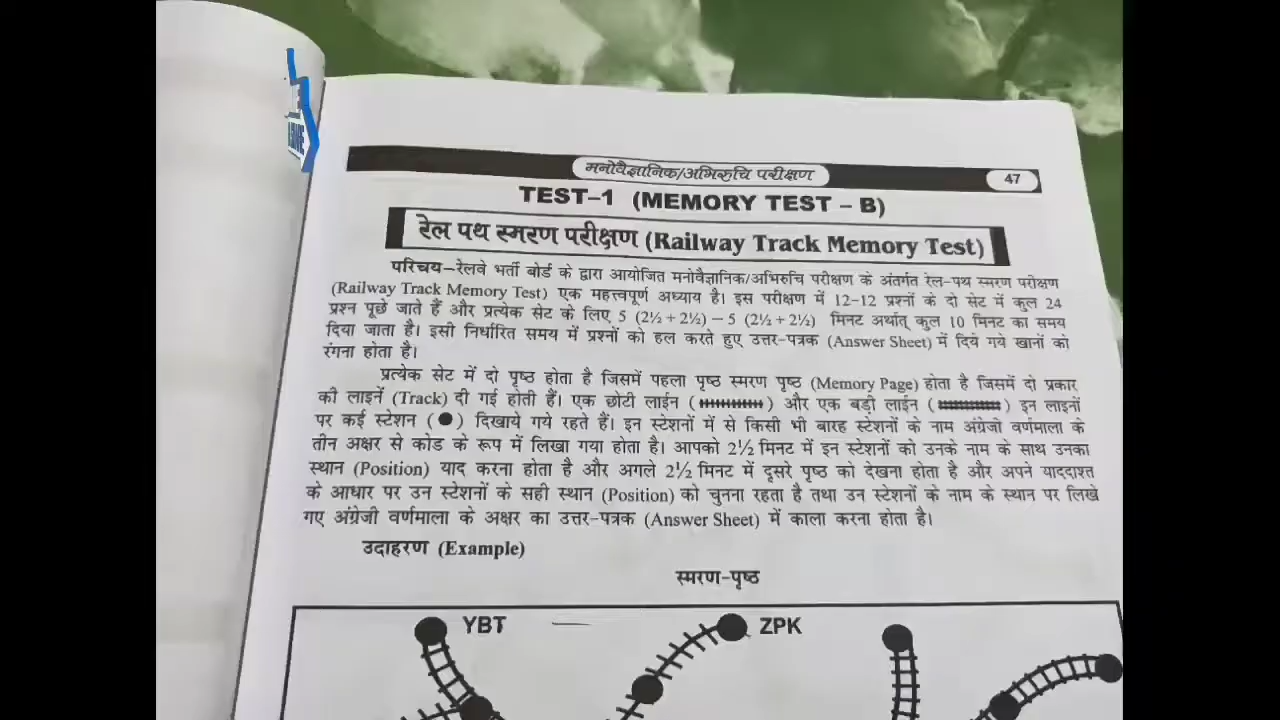 मनोवैज्ञानिक/अभिरुचि परीक्षण
47
TEST–1 (MEMORY TEST – B)
रेल पथ स्मरण परीक्षण (Railway Track Memory Test)
परिचय–रेलवे भर्ती बोर्ड के द्वारा आयोजित मनोवैज्ञानिक/अभिरुचि परीक्षण के अंतर्गत रेल-पथ स्मरण परीक्षण
(Railway Track Memory Test) एक महत्त्वपूर्ण अध्याय है। इस परीक्षण में 12–12 प्रश्नों के दो सेट में कुल 24
प्रश्न पूछे जाते हैं और प्रत्येक सेट के लिए 5 (2½ + 2½) – 5 (2½ + 2½) मिनट अर्थात् कुल 10 मिनट का समय
दिया जाता है। इसी निर्धारित समय में प्रश्नों को हल करते हुए उत्तर-पत्रक (Answer Sheet) में दिये गये खानों को
रंगना होता है।
प्रत्येक सेट में दो पृष्ठ होता है जिसमें पहला पृष्ठ स्मरण पृष्ठ (Memory Page) होता है जिसमें दो प्रकार
की लाइनें (Track) दी गई होती हैं। एक छोटी लाईन ( ) और एक बड़ी लाईन ( ) इन लाइनों
पर कई स्टेशन ( ● ) दिखाये गये रहते हैं। इन स्टेशनों में से किसी भी बारह स्टेशनों के नाम अंग्रेजी वर्णमाला के
तीन अक्षर से कोड के रूप में लिखा गया होता है। आपको 2½ मिनट में इन स्टेशनों को उनके नाम के साथ उनका
स्थान (Position) याद करना होता है और अगले 2½ मिनट में दूसरे पृष्ठ को देखना होता है और अपने याददाश्त
के आधार पर उन स्टेशनों के सही स्थान (Position) को चुनना रहता है तथा उन स्टेशनों के नाम के स्थान पर लिखे
गए अंग्रेजी वर्णमाला के अक्षर का उत्तर-पत्रक (Answer Sheet) में काला करना होता है।
उदाहरण (Example)
स्मरण-पृष्ठ
YBT
ZPK